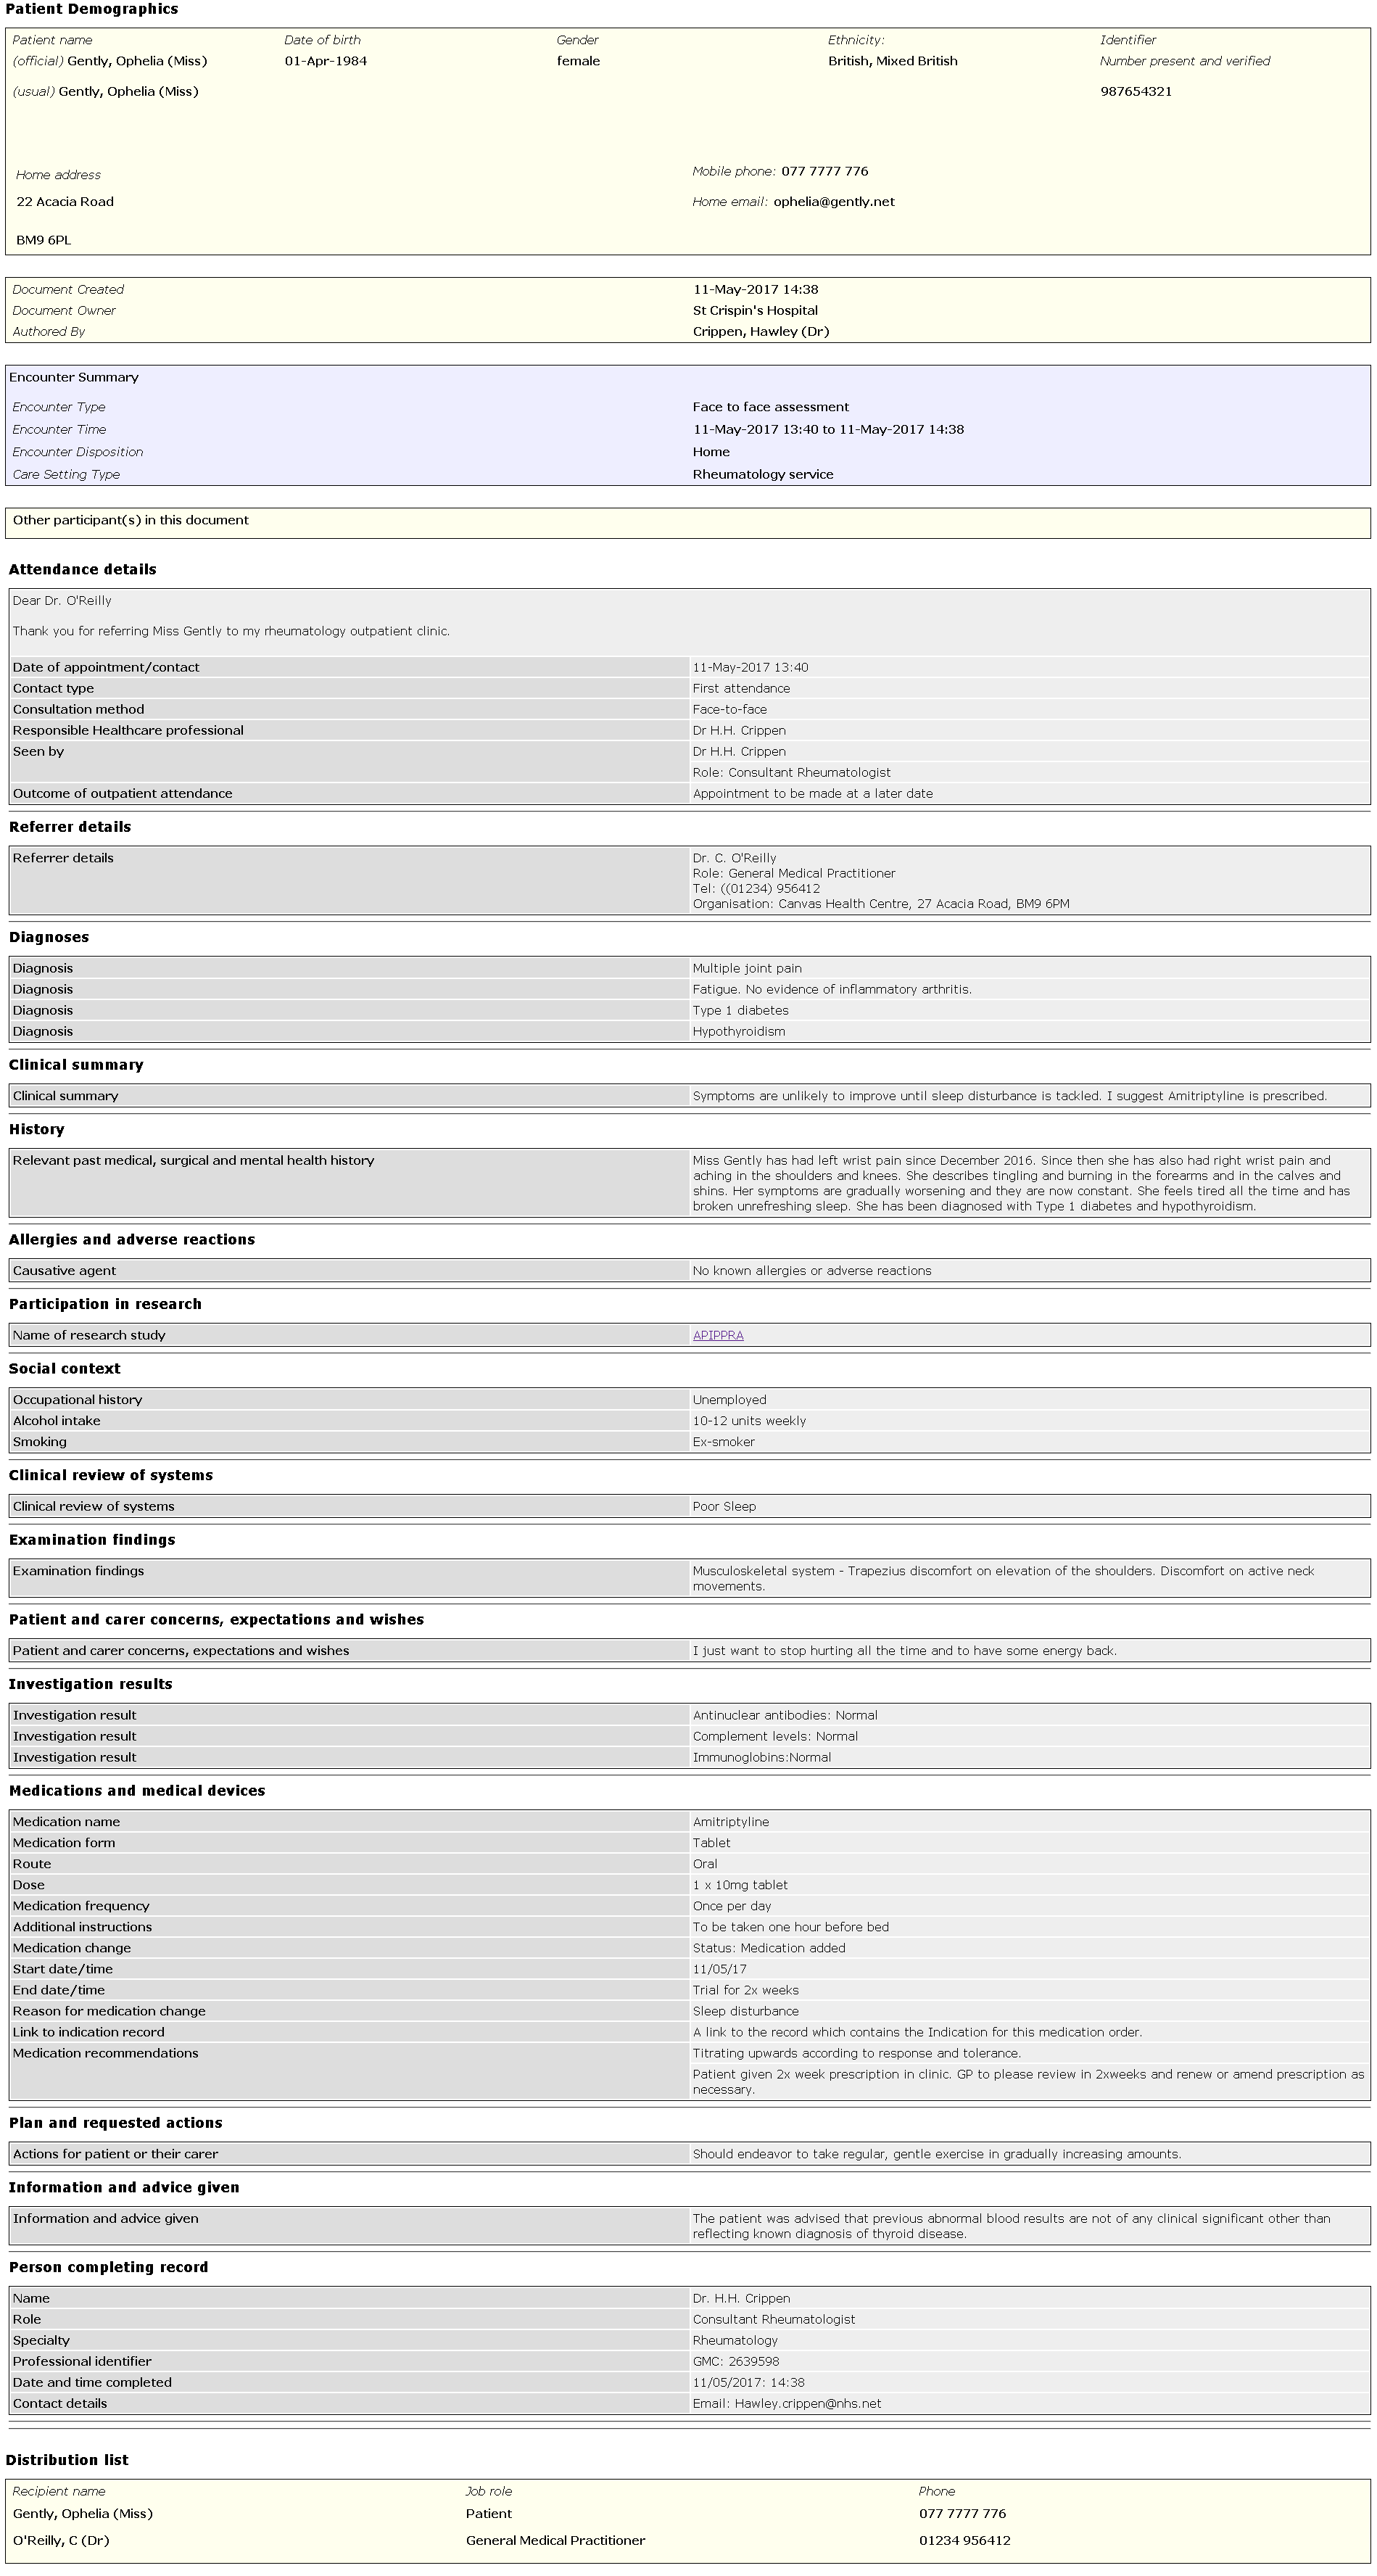 Patient Demographics
Patient name Date of birth Gender Ethnicity: Identifier
(official) Gently, Ophelia (Miss) 01-Apr-1984 female British, Mixed British Number present and verified
(usual) Gently, Ophelia (Miss) 987654321
Home address Mobile phone: 077 7777 776
22 Acacia Road Home email: ophelia@gently.net
BM9 6PL
Document Created 11-May-2017 14:38
Document Owner St Crispin's Hospital
Authored By Crippen, Hawley (Dr)
Encounter Summary
Encounter Type Face to face assessment
Encounter Time 11-May-2017 13:40 to 11-May-2017 14:38
Encounter Disposition Home
Care Setting Type Rheumatology service
Other participant(s) in this document
Attendance details
Dear Dr. O'Reilly
Thank you for referring Miss Gently to my rheumatology outpatient clinic.
Date of appointment/contact 11-May-2017 13:40
Contact type First attendance
Consultation method Face-to-face
Responsible Healthcare professional Dr H.H. Crippen
Seen by Dr H.H. Crippen
Role: Consultant Rheumatologist
Outcome of outpatient attendance Appointment to be made at a later date
Referrer details
Referrer details Dr. C. O'Reilly
Role: General Medical Practitioner
Tel: ((01234) 956412
Organisation: Canvas Health Centre, 27 Acacia Road, BM9 6PM
Diagnoses
Diagnosis Multiple joint pain
Diagnosis Fatigue. No evidence of inflammatory arthritis.
Diagnosis Type 1 diabetes
Diagnosis Hypothyroidism
Clinical summary
Clinical summary Symptoms are unlikely to improve until sleep disturbance is tackled. I suggest Amitriptyline is prescribed.
History
Relevant past medical, surgical and mental health history Miss Gently has had left wrist pain since December 2016. Since then she has also had right wrist pain and
aching in the shoulders and knees. She describes tingling and burning in the forearms and in the calves and
shins. Her symptoms are gradually worsening and they are now constant. She feels tired all the time and has
broken unrefreshing sleep. She has been diagnosed with Type 1 diabetes and hypothyroidism.
Allergies and adverse reactions
Causative agent No known allergies or adverse reactions
Participation in research
Name of research study APIPPRA
Social context
Occupational history Unemployed
Alcohol intake 10-12 units weekly
Smoking Ex-smoker
Clinical review of systems
Clinical review of systems Poor Sleep
Examination findings
Examination findings Musculoskeletal system - Trapezius discomfort on elevation of the shoulders. Discomfort on active neck
movements.
Patient and carer concerns, expectations and wishes
Patient and carer concerns, expectations and wishes I just want to stop hurting all the time and to have some energy back.
Investigation results
Investigation result Antinuclear antibodies: Normal
Investigation result Complement levels: Normal
Investigation result Immunoglobins:Normal
Medications and medical devices
Medication name Amitriptyline
Medication form Tablet
Route Oral
Dose 1 x 10mg tablet
Medication frequency Once per day
Additional instructions To be taken one hour before bed
Medication change Status: Medication added
Start date/time 11/05/17
End date/time Trial for 2x weeks
Reason for medication change Sleep disturbance
Link to indication record A link to the record which contains the Indication for this medication order.
Medication recommendations Titrating upwards according to response and tolerance.
Patient given 2x week prescription in clinic. GP to please review in 2xweeks and renew or amend prescription as
necessary.
Plan and requested actions
Actions for patient or their carer Should endeavor to take regular, gentle exercise in gradually increasing amounts.
Information and advice given
Information and advice given The patient was advised that previous abnormal blood results are not of any clinical significant other than
reflecting known diagnosis of thyroid disease.
Person completing record
Name Dr. H.H. Crippen
Role Consultant Rheumatologist
Specialty Rheumatology
Professional identifier GMC: 2639598
Date and time completed 11/05/2017: 14:38
Contact details Email: Hawley.crippen@nhs.net
Distribution list
Recipient name Job role Phone
Gently, Ophelia (Miss) Patient 077 7777 776
O'Reilly, C (Dr) General Medical Practitioner 01234 956412